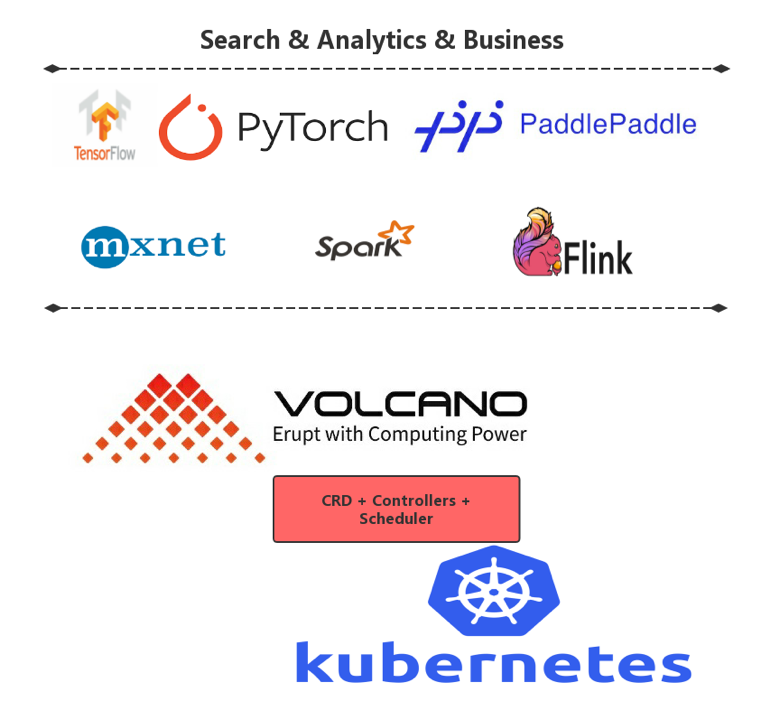 Search & Analytics & Business
TensorFlow
PyTorch
PaddlePaddle
mxnet
Spark
Flink
VOLCANO
Erupt with Computing Power
CRD + Controllers +
Scheduler
kubernetes